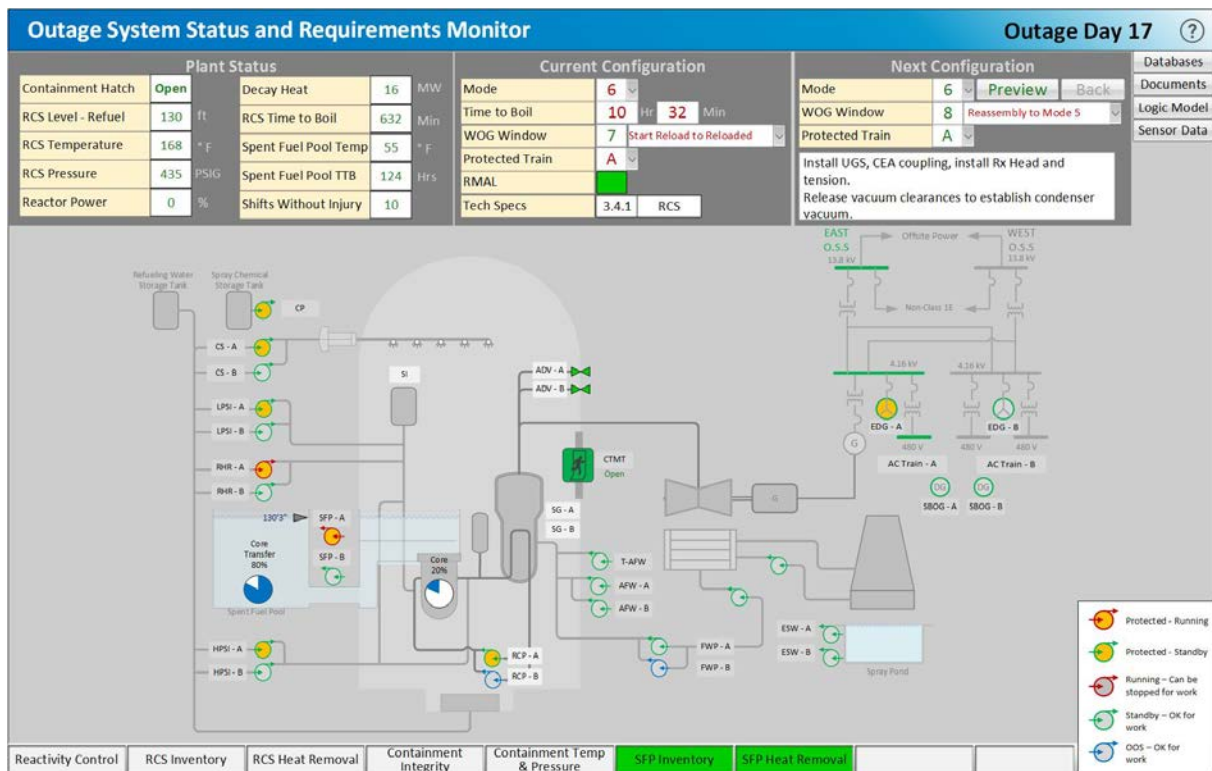 Outage System Status and Requirements Monitor
Outage Day 17
?
Plant Status
Containment Hatch Open
RCS Level - Refuel 130 ft
RCS Temperature 168 ° F
RCS Pressure 435 PSIG
Reactor Power 0 %
Decay Heat 16 MW
RCS Time to Boil 632 Min
Spent Fuel Pool Temp 55 ° F
Spent Fuel Pool TTB 124 Hrs
Shifts Without Injury 10
Current Configuration
Mode 6
Time to Boil 10 Hr 32 Min
WOG Window 7 Start Reload to Reloaded
Protected Train A
RMAL
Tech Specs 3.4.1 RCS
Next Configuration
Mode 6 Preview Back
WOG Window 8 Reassembly to Mode 5
Protected Train A
Install UGS, CEA coupling, install Rx Head and
tension.
Release vacuum clearances to establish condenser
vacuum.
Databases
Documents
Logic Model
Sensor Data
Refueling Water
Storage Tank
Spray Chemical
Storage Tank
CP
CS - A
CS - B
LPSI - A
LPSI - B
RHR - A
RHR - B
SI
ADV - A
ADV - B
CTMT
Open
SG - A
SG - B
130'3"
SFP - A
SFP - B
Core
Transfer
80%
Spent Fuel Pool
Core
20%
HPSI - A
HPSI - B
RCP - A
RCP - B
T-AFW
AFW - A
AFW - B
FWP - A
FWP - B
ESW - A
ESW - B
Spray Pond
G
G
EAST
O.S.S
13.8 kV
Offsite Power
WEST
O.S.S
13.8 kV
Non-Class 1E
4.16 kV
4.16 kV
EDG - A
EDG - B
480 V
480 V
480 V
AC Train - A
AC Train - B
DG
DG
SBOG - A
SBOG - B
Protected - Running
Protected - Standby
Running – Can be
stopped for work
Standby – OK for
work
OOS – OK for
work
Reactivity Control
RCS Inventory
RCS Heat Removal
Containment
Integrity
Containment Temp
& Pressure
SFP Inventory
SFP Heat Removal